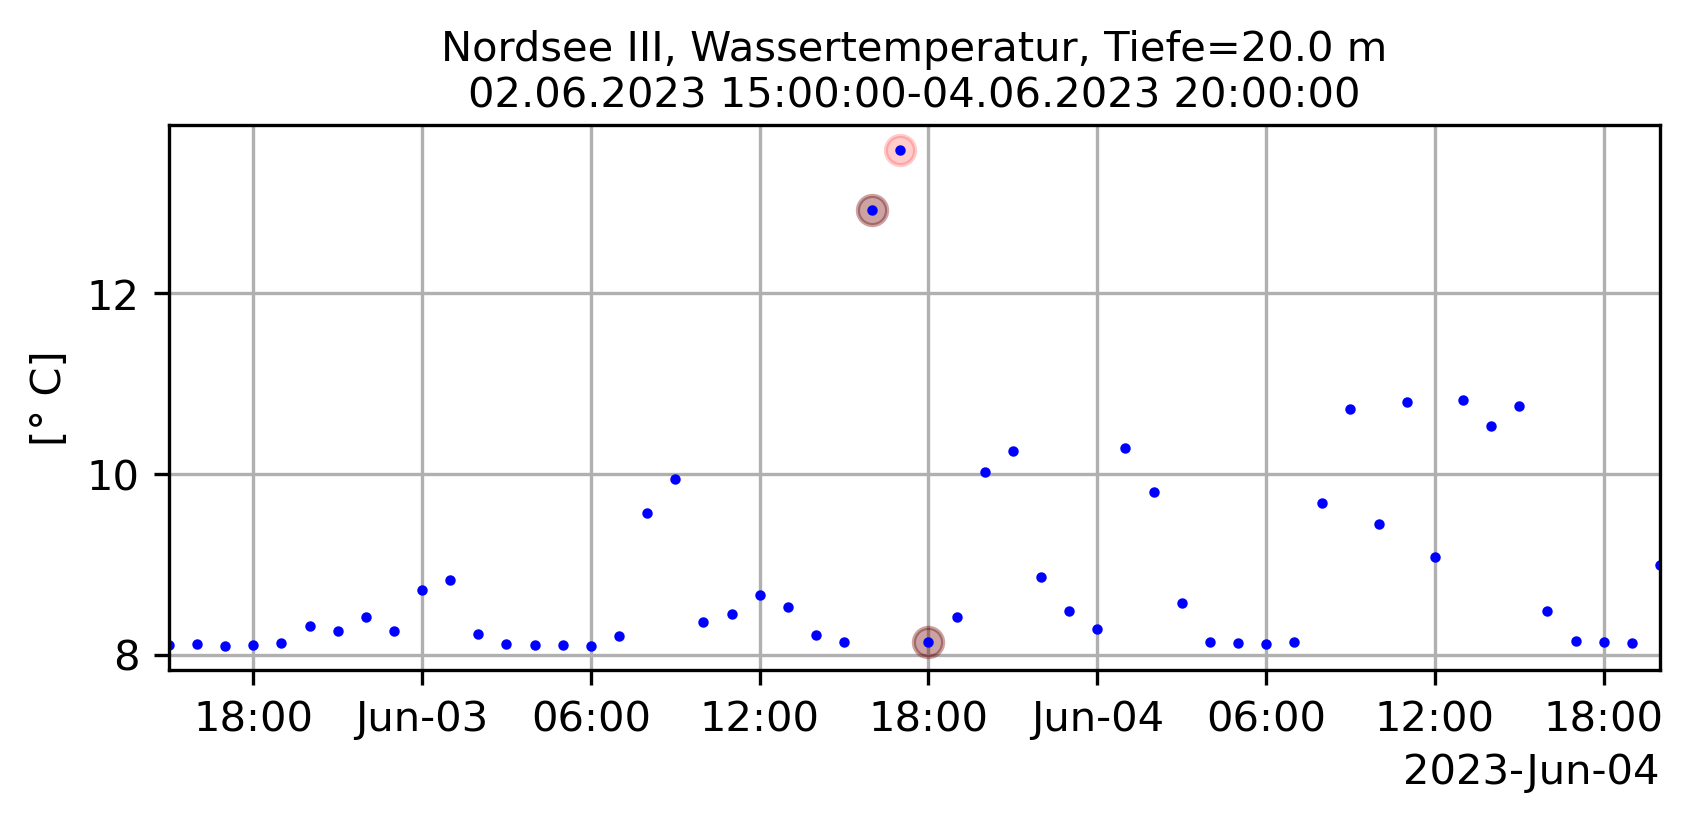 Nordsee III, Wassertemperatur, Tiefe=20.0 m
02.06.2023 15:00:00-04.06.2023 20:00:00
[° C]
12
10
8
18:00 Jun-03 06:00 12:00 18:00 Jun-04 06:00 12:00 18:00
2023-Jun-04